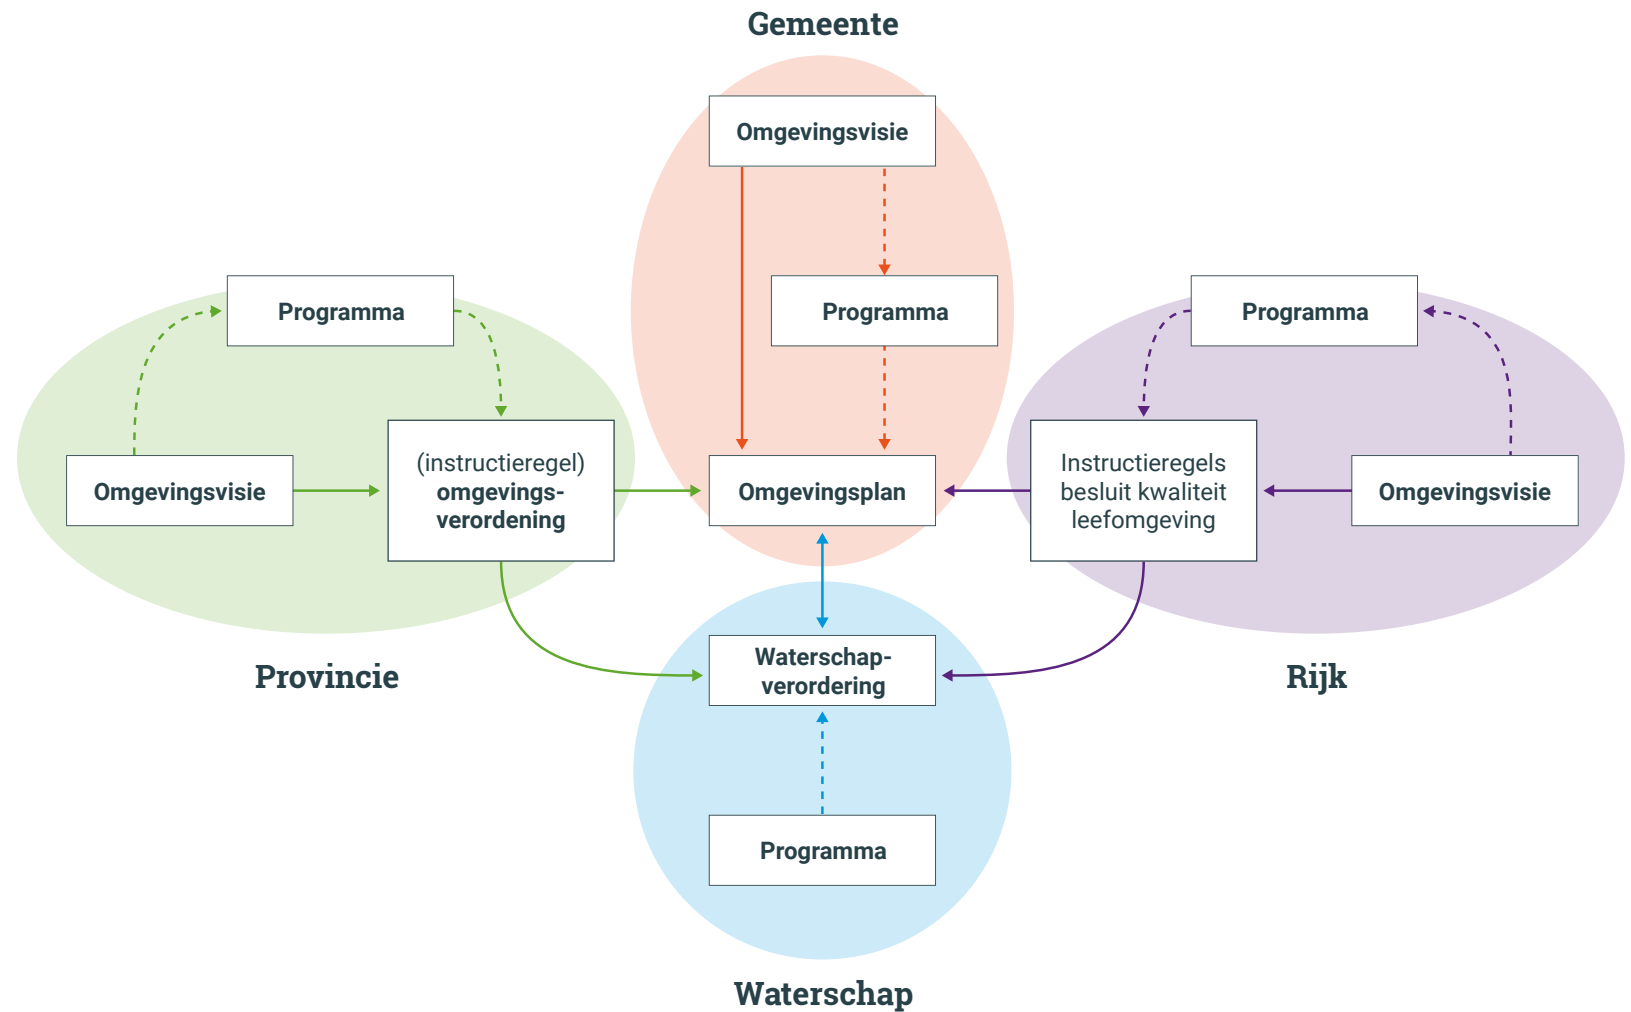 Gemeente
Omgevingsvisie
Programma
Programma
Programma
Omgevingsvisie
(instructieregel)
omgevings-
verordening
Omgevingsplan
Instructieregels
besluit kwaliteit
leefomgeving
Omgevingsvisie
Provincie
Waterschap-
verordering
Rijk
Programma
Waterschap